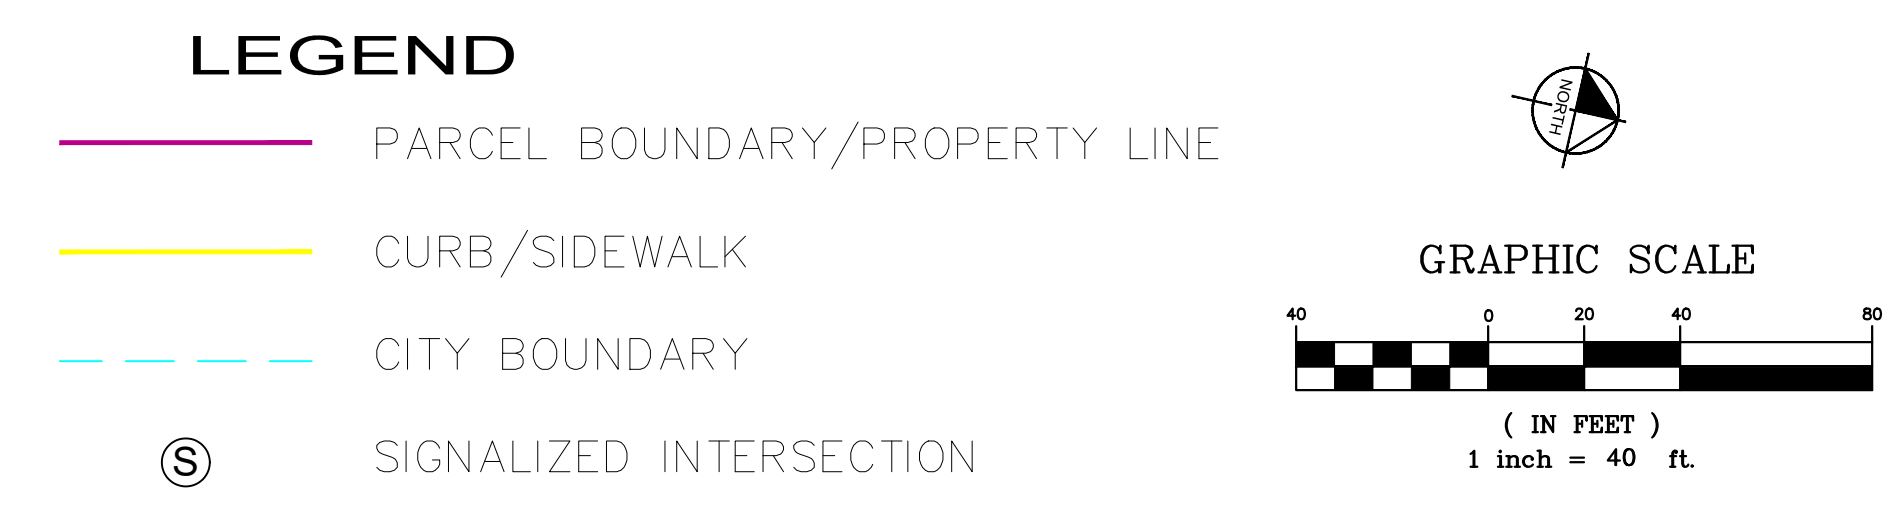 LEGEND
PARCEL BOUNDARY/PROPERTY LINE
CURB/SIDEWALK
CITY BOUNDARY
S SIGNALIZED INTERSECTION
NORTH
GRAPHIC SCALE
40 0 20 40 80
( IN FEET )
1 inch = 40 ft.